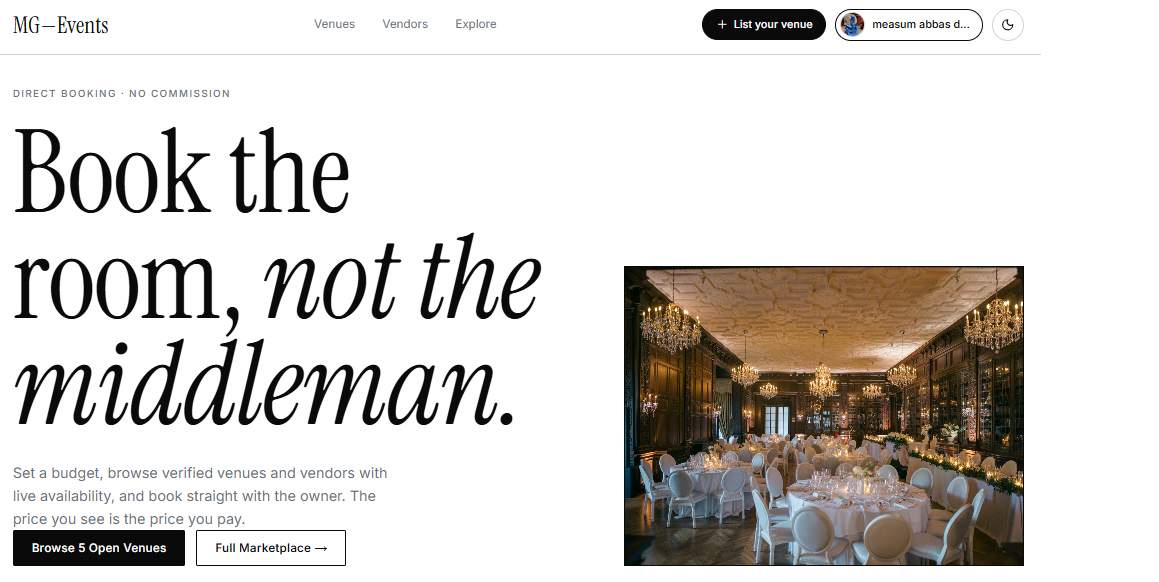 MG—Events
Venues
Vendors
Explore
+ List your venue
measum abbas d...
DIRECT BOOKING · NO COMMISSION
Book the
room, not the
middleman.
Set a budget, browse verified venues and vendors with
live availability, and book straight with the owner. The
price you see is the price you pay.
Browse 5 Open Venues
Full Marketplace →